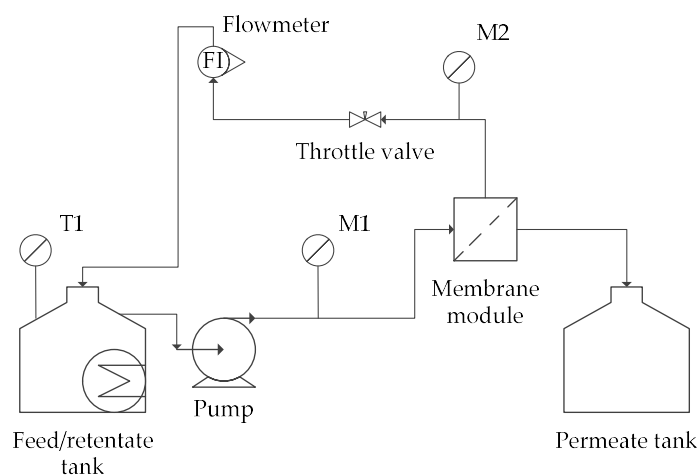 Flowmeter
FI
M2
Throttle valve
T1
M1
Membrane
module
Pump
Feed/retentate
tank
Permeate tank